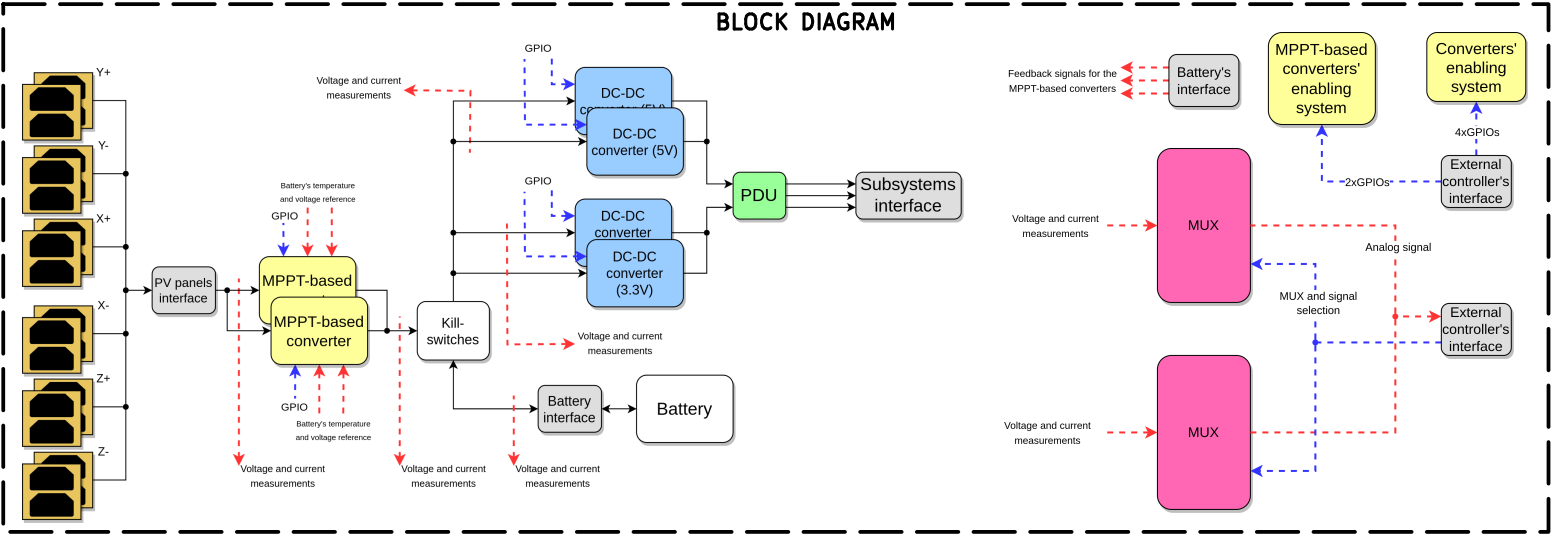 BLOCK DIAGRAM
Y+
Y-
X+
X-
Z+
Z-
PV panels
interface
Battery's temperature
and voltage reference
GPIO
MPPT-based
MPPT-based
converter
GPIO
Battery's temperature
and voltage reference
Voltage and current
measurements
Voltage and current
measurements
Voltage and current
measurements
Voltage and current
measurements
Kill-
switches
GPIO
DC-DC
converter (5V)
DC-DC
converter (5V)
GPIO
DC-DC
converter
DC-DC
converter
(3.3V)
Voltage and current
measurements
Battery
interface
Battery
PDU
Subsystems
interface
Feedback signals for the
MPPT-based converters
Battery's
interface
MPPT-based
converters'
enabling
system
Converters'
enabling
system
4xGPIOs
2xGPIOs
External
controller's
interface
Voltage and current
measurements
MUX
Analog signal
MUX and signal
selection
External
controller's
interface
Voltage and current
measurements
MUX